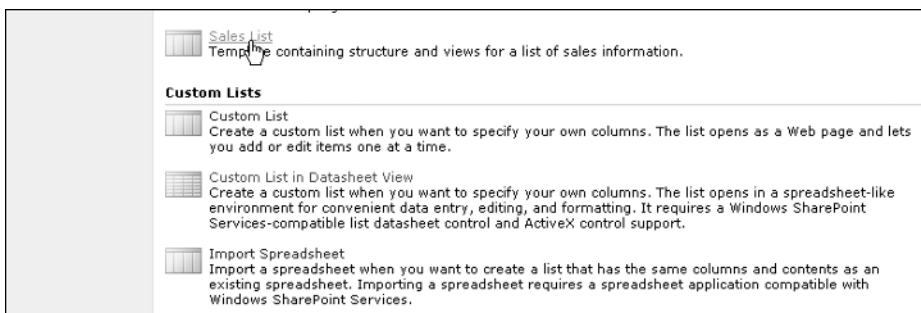 Sales List
containing structure and views for a list of sales information.
Custom Lists
Custom List
Create a custom list when you want to specify your own columns. The list opens as a Web page and lets
you add or edit items one at a time.
Custom List in Datasheet View
Create a custom list when you want to specify your own columns. The list opens in a spreadsheet-like
environment for convenient data entry, editing, and formatting. It requires a Windows SharePoint
Services-compatible list datasheet control and ActiveX control support.
Import Spreadsheet
Import a spreadsheet when you want to create a list that has the same columns and contents as an
existing spreadsheet. Importing a spreadsheet requires a spreadsheet application compatible with
Windows SharePoint Services.